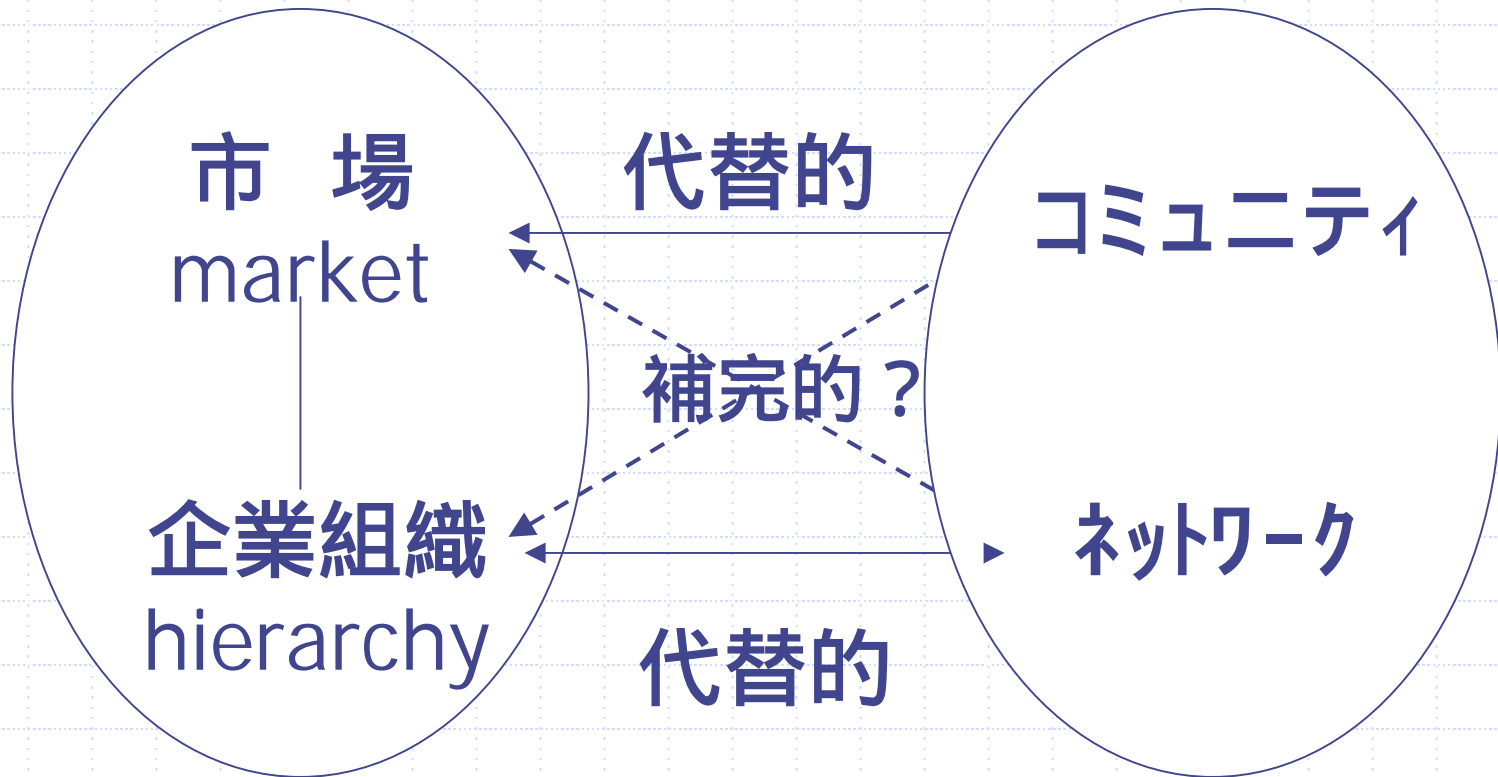 市 場
market
代替的
コミュニティ
補完的？
企業組織
hierarchy
ﾈｯﾄﾜｰｸ
代替的